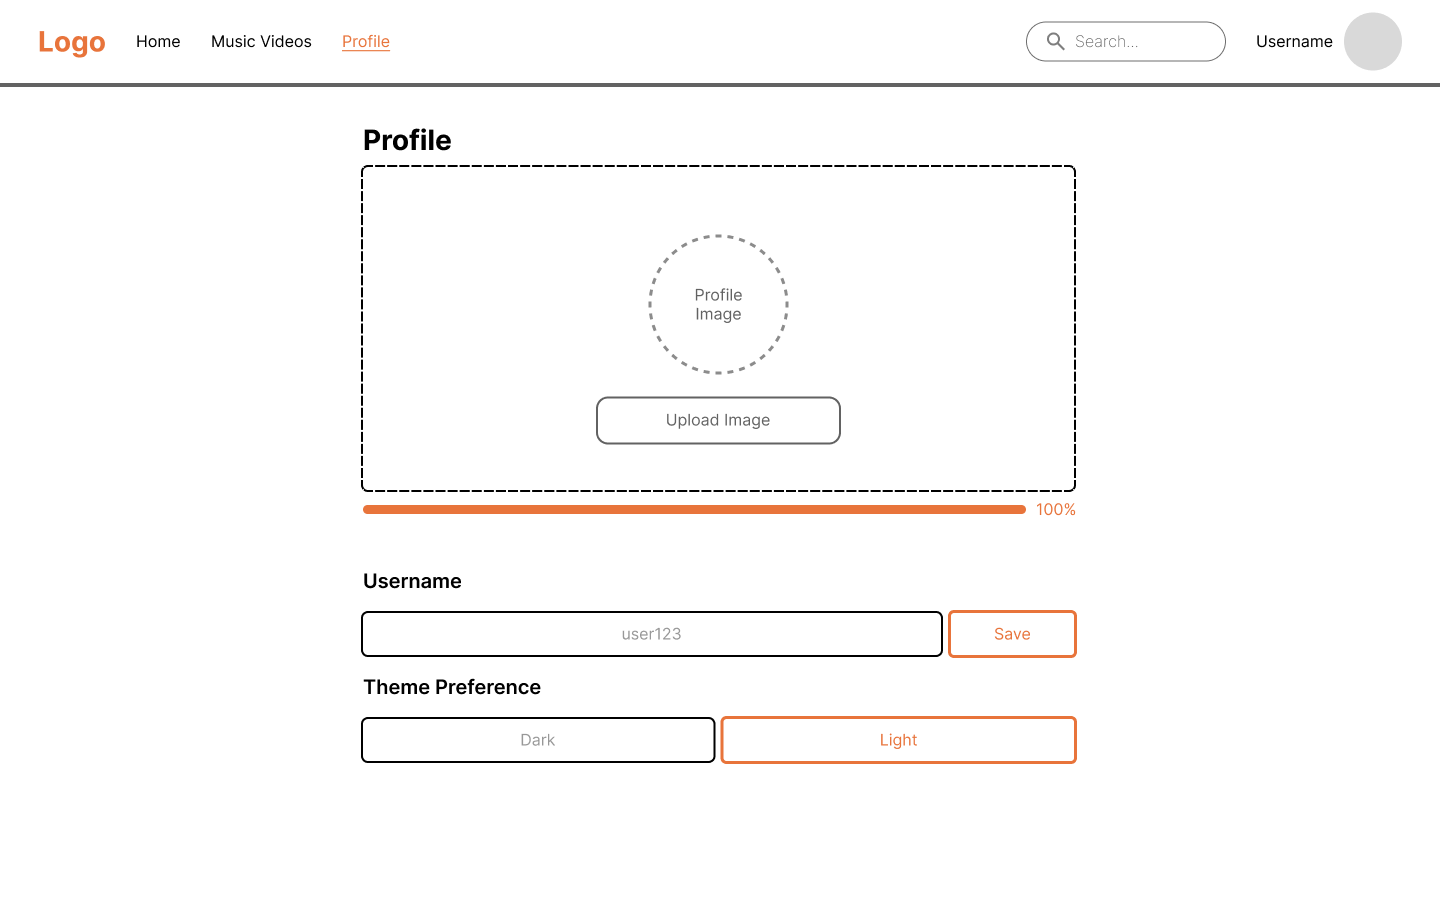 Logo
Home
Music Videos
Profile
Search...
Username
Profile
Profile
Image
Upload Image
100%
Username
user123
Save
Theme Preference
Dark
Light